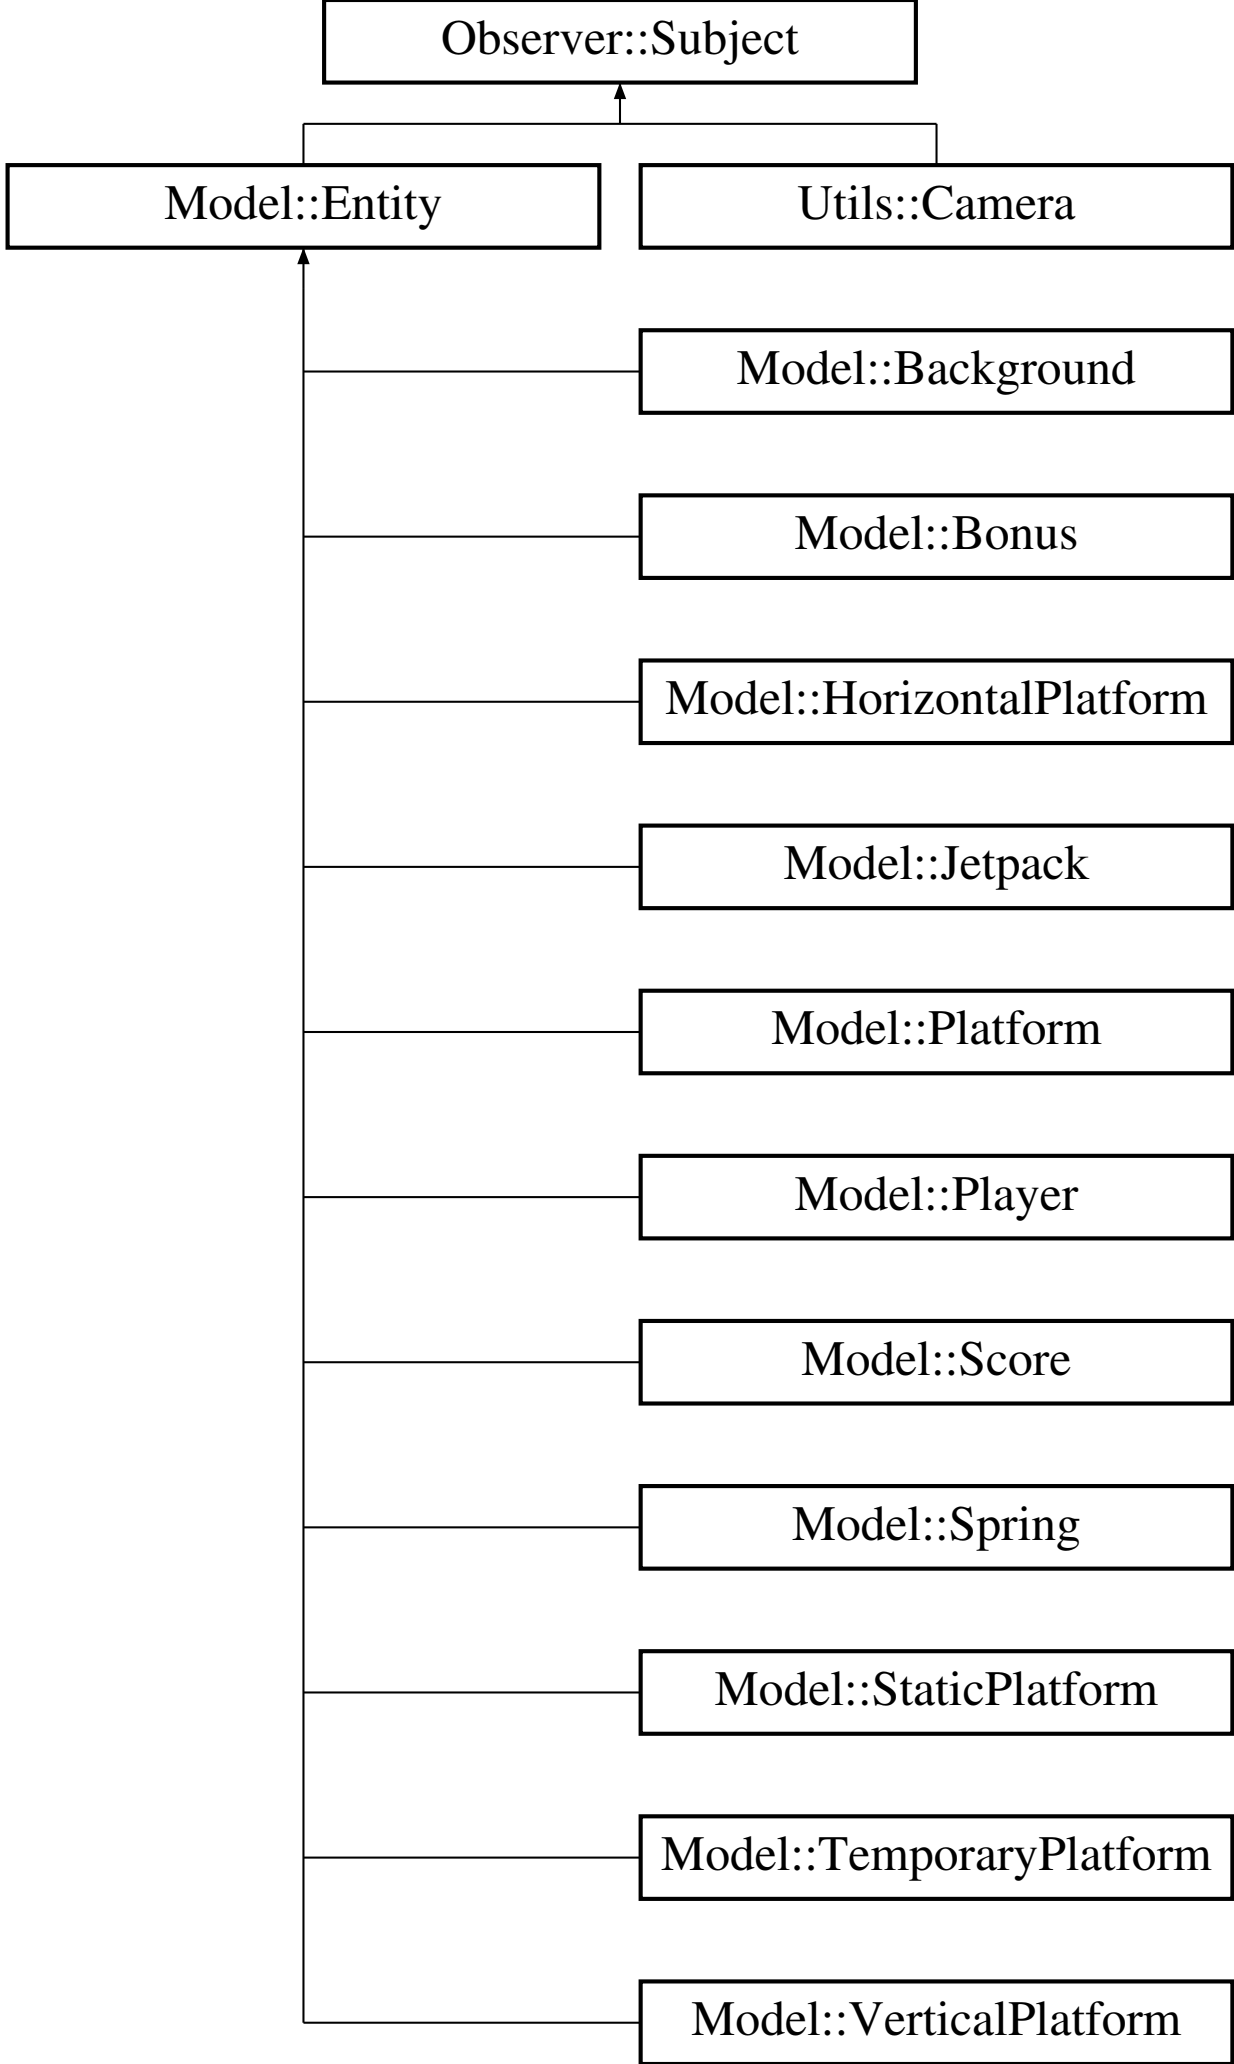 Observer::Subject
Model::Entity
Utils::Camera
Model::Background
Model::Bonus
Model::HorizontalPlatform
Model::Jetpack
Model::Platform
Model::Player
Model::Score
Model::Spring
Model::StaticPlatform
Model::TemporaryPlatform
Model::VerticalPlatform